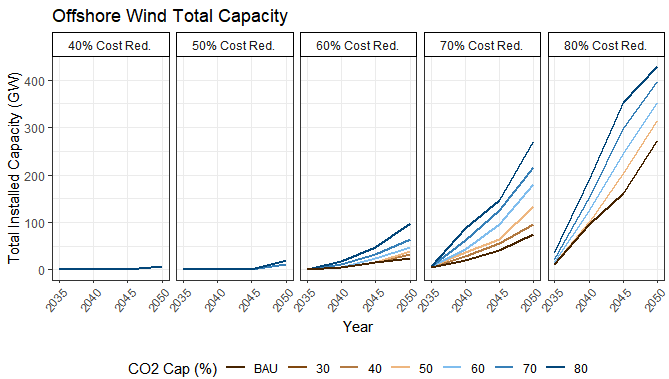 Offshore Wind Total Capacity
40% Cost Red. 50% Cost Red. 60% Cost Red. 70% Cost Red. 80% Cost Red.
Total Installed Capacity (GW)
400
300
200
100
0
2035 2040 2045 2050 2035 2040 2045 2050 2035 2040 2045 2050 2035 2040 2045 2050 2035 2040 2045 2050
Year
CO2 Cap (%) BAU 30 40 50 60 70 80